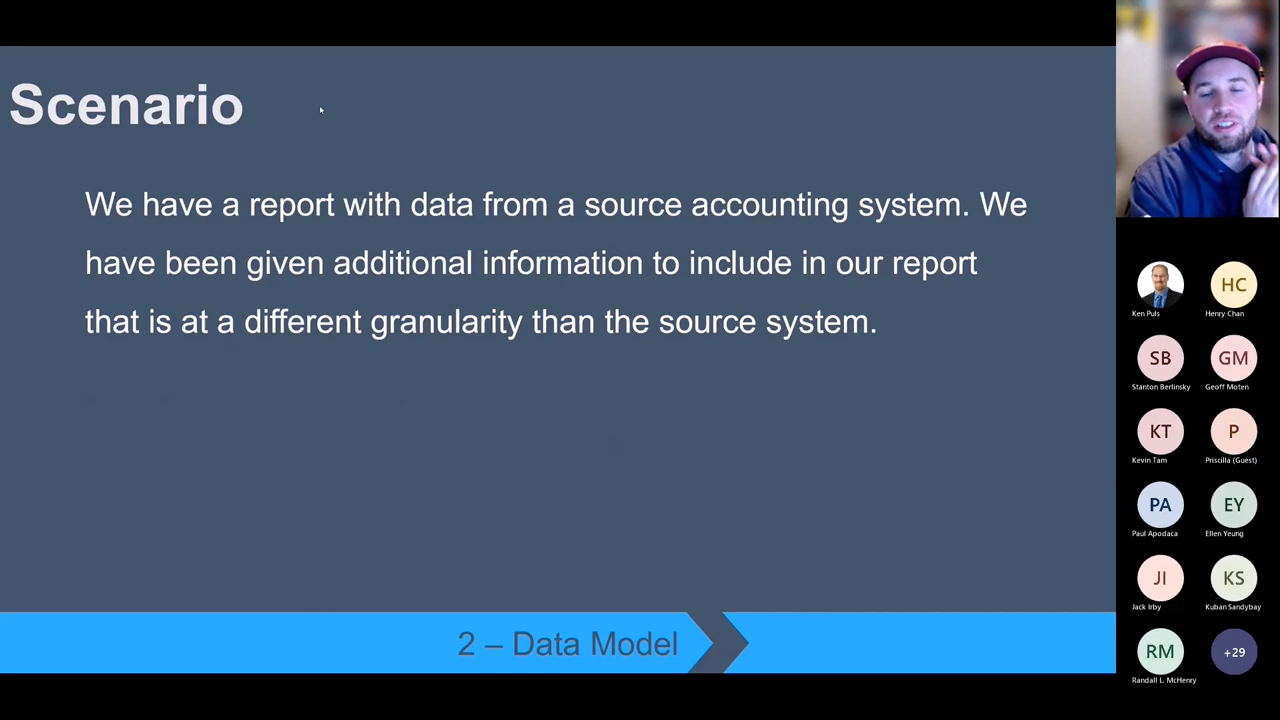 Scenario
We have a report with data from a source accounting system. We
have been given additional information to include in our report
that is at a different granularity than the source system.
2 – Data Model
HC
Ken Puls
Henry Chan
SB
GM
Stanton Berlinsky
Geoff Moten
KT
P
Kevin Tam
Priscilla (Guest)
PA
EY
Paul Apodaca
Ellen Yeung
JI
KS
Jack Irby
Kuban Sandybay
RM
+29
Randall L. McHenry